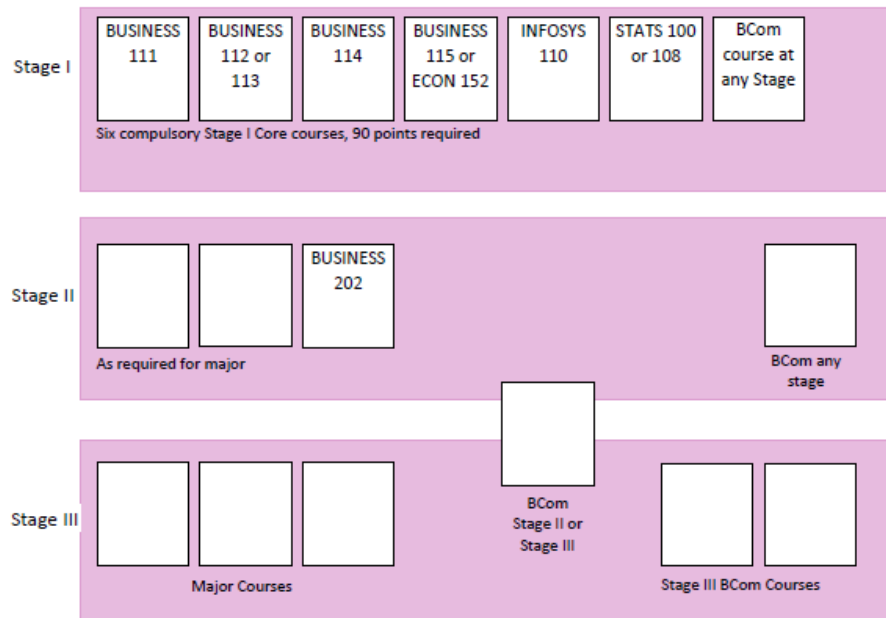 Stage I
BUSINESS
111
BUSINESS
112 or
113
BUSINESS
114
BUSINESS
115 or
ECON 152
INFOSYS
110
STATS 100
or 108
BCom
course at
any Stage
Six compulsory Stage I Core courses, 90 points required
Stage II
BUSINESS
202
As required for major
BCom any
stage
Stage III
BCom
Stage II or
Stage III
Major Courses
Stage III BCom Courses